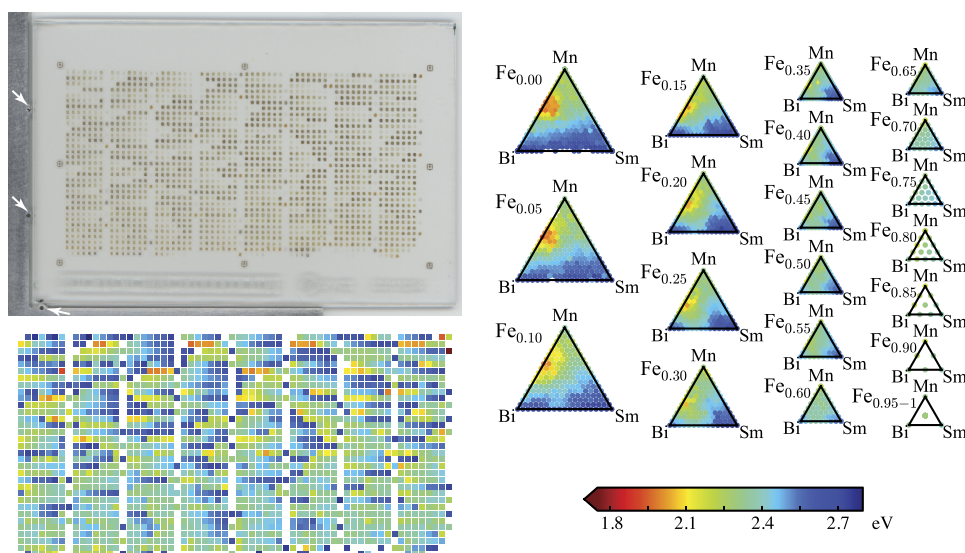 Fe0.00
Mn
Bi
Sm
Fe0.05
Mn
Bi
Sm
Fe0.10
Mn
Bi
Sm
Fe0.15
Mn
Bi
Sm
Fe0.20
Mn
Bi
Sm
Fe0.25
Mn
Bi
Sm
Fe0.30
Mn
Bi
Sm
Fe0.35
Mn
Bi
Sm
Fe0.40
Mn
Bi
Sm
Fe0.45
Mn
Bi
Sm
Fe0.50
Mn
Bi
Sm
Fe0.55
Mn
Bi
Sm
Fe0.60
Mn
Bi
Sm
Fe0.65
Mn
Bi
Sm
Fe0.70
Mn
Bi
Sm
Fe0.75
Mn
Bi
Sm
Fe0.80
Mn
Bi
Sm
Fe0.85
Mn
Bi
Sm
Fe0.90
Mn
Bi
Sm
Fe0.95−1
Mn
Bi
Sm
1.8 2.1 2.4 2.7 eV